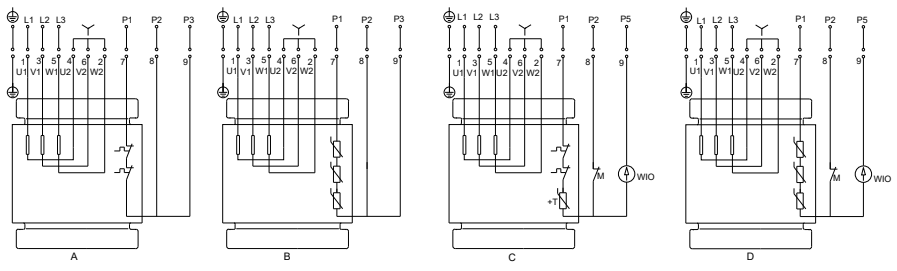 L1 L2 L3 P1 P2 P3
1 3 5 4 6 2 7 8 9
U1 V1 W1 U2 V2 W2
A
L1 L2 L3 P1 P2 P3
1 3 5 4 6 2 7 8 9
U1 V1 W1 U2 V2 W2
B
L1 L2 L3 P1 P2 P5
1 3 5 4 6 2 7 8 9
U1 V1 W1 U2 V2 W2
M
WIO
+T
C
L1 L2 L3 P1 P2 P5
1 3 5 4 6 2 7 8 9
U1 V1 W1 U2 V2 W2
M
WIO
D